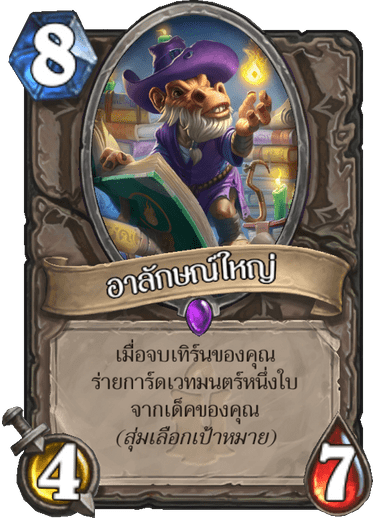 8
อาลักษณ์ใหญ่
เมื่อจบเทิร์นของคุณ
ร่ายการ์ดเวทมนตร์หนึ่งใบ
จากเด็คของคุณ
(สุ่มเลือกเป้าหมาย)
4
7